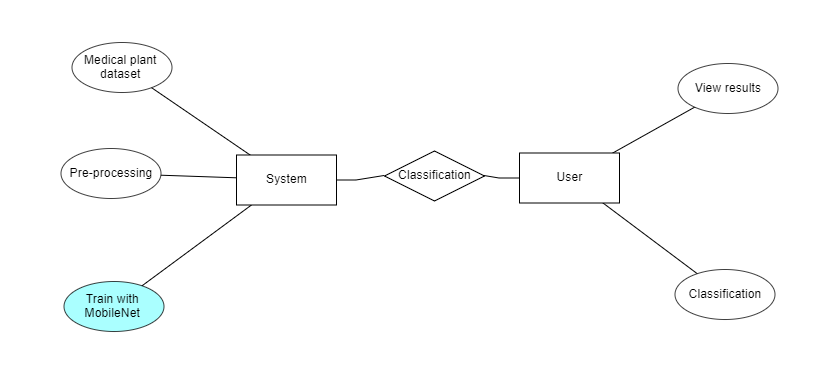 Medical plant
dataset
View results
Pre-processing
System
Classification
User
Train with
MobileNet
Classification